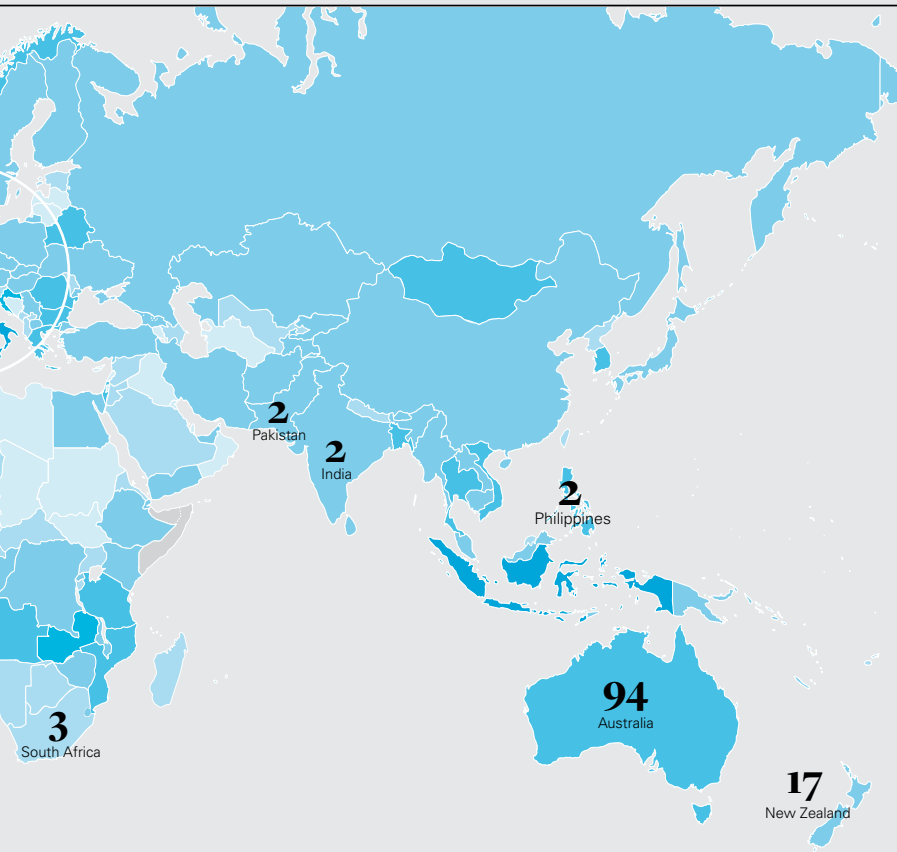 2
Pakistan
2
India
2
Philippines
94
Australia
3
South Africa
17
New Zealand